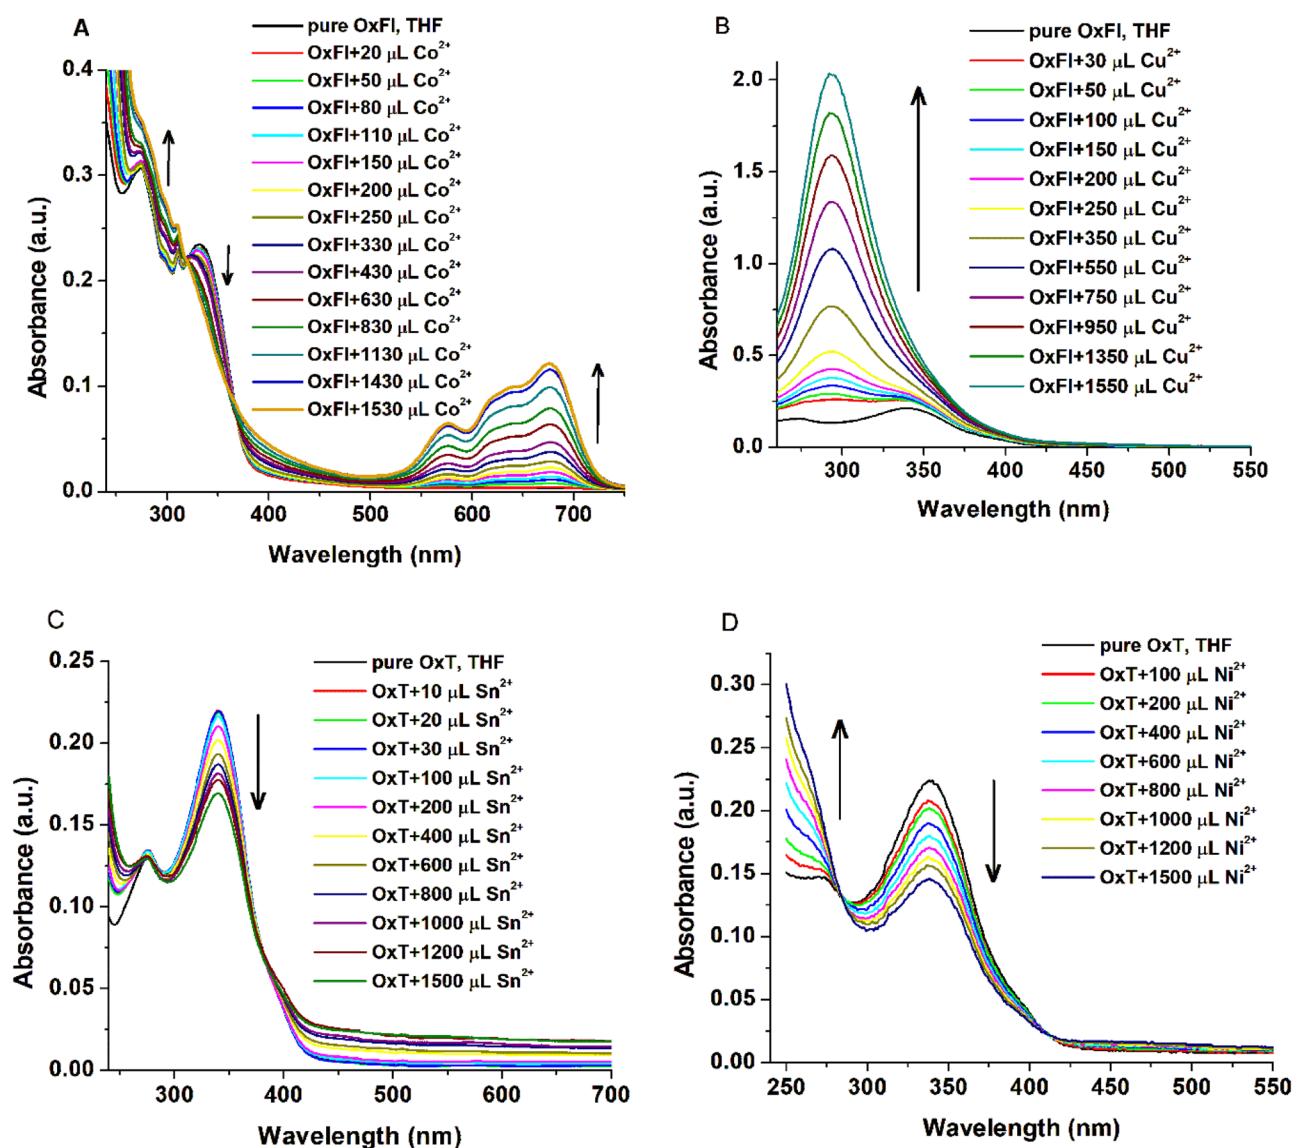 A
pure OxFl, THF
OxFl+20 μL Co²⁺
OxFl+50 μL Co²⁺
OxFl+80 μL Co²⁺
OxFl+110 μL Co²⁺
OxFl+150 μL Co²⁺
OxFl+200 μL Co²⁺
OxFl+250 μL Co²⁺
OxFl+330 μL Co²⁺
OxFl+430 μL Co²⁺
OxFl+630 μL Co²⁺
OxFl+830 μL Co²⁺
OxFl+1130 μL Co²⁺
OxFl+1430 μL Co²⁺
OxFl+1530 μL Co²⁺
Absorbance (a.u.)
0.4
0.3
0.2
0.1
0.0
300 400 500 600 700
Wavelength (nm)
B
pure OxFl, THF
OxFl+30 μL Cu²⁺
OxFl+50 μL Cu²⁺
OxFl+100 μL Cu²⁺
OxFl+150 μL Cu²⁺
OxFl+200 μL Cu²⁺
OxFl+250 μL Cu²⁺
OxFl+350 μL Cu²⁺
OxFl+550 μL Cu²⁺
OxFl+750 μL Cu²⁺
OxFl+950 μL Cu²⁺
OxFl+1350 μL Cu²⁺
OxFl+1550 μL Cu²⁺
Absorbance (a.u.)
2.0
1.5
1.0
0.5
0.0
300 350 400 450 500 550
Wavelength (nm)
C
pure OxT, THF
OxT+10 μL Sn²⁺
OxT+20 μL Sn²⁺
OxT+30 μL Sn²⁺
OxT+100 μL Sn²⁺
OxT+200 μL Sn²⁺
OxT+400 μL Sn²⁺
OxT+600 μL Sn²⁺
OxT+800 μL Sn²⁺
OxT+1000 μL Sn²⁺
OxT+1200 μL Sn²⁺
OxT+1500 μL Sn²⁺
Absorbance (a.u.)
0.25
0.20
0.15
0.10
0.05
0.00
300 400 500 600 700
Wavelength (nm)
D
pure OxT, THF
OxT+100 μL Ni²⁺
OxT+200 μL Ni²⁺
OxT+400 μL Ni²⁺
OxT+600 μL Ni²⁺
OxT+800 μL Ni²⁺
OxT+1000 μL Ni²⁺
OxT+1200 μL Ni²⁺
OxT+1500 μL Ni²⁺
Absorbance (a.u.)
0.30
0.25
0.20
0.15
0.10
0.05
0.00
250 300 350 400 450 500 550
Wavelength (nm)